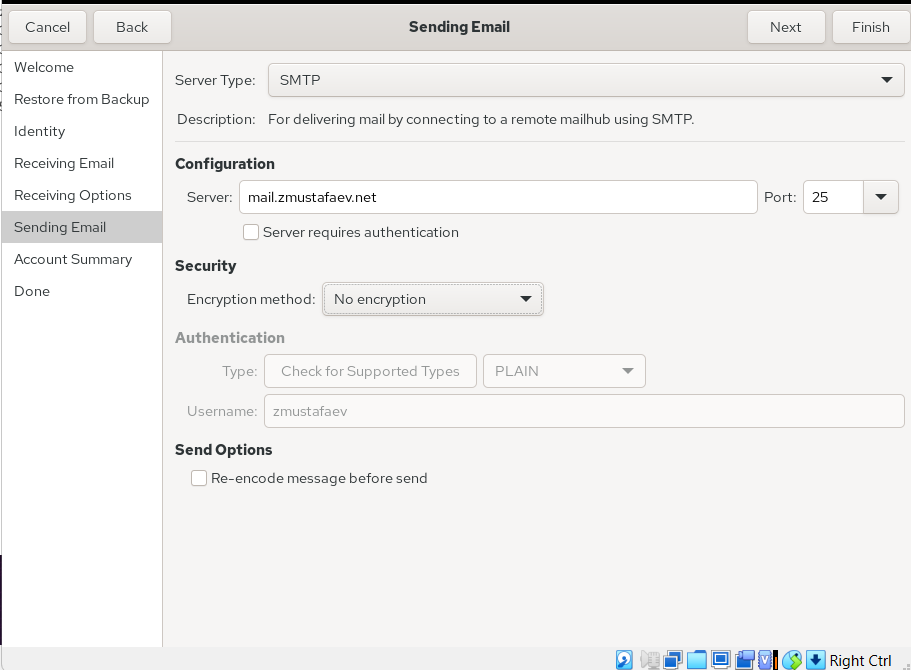 Cancel Back Sending Email Next Finish
Welcome
Restore from Backup
Identity
Receiving Email
Receiving Options
Sending Email
Account Summary
Done
Server Type: SMTP
Description: For delivering mail by connecting to a remote mailhub using SMTP.
Configuration
Server: mail.zmustafaev.net Port: 25
Server requires authentication
Security
Encryption method: No encryption
Authentication
Type: Check for Supported Types PLAIN
Username: zmustafaev
Send Options
Re-encode message before send
Right Ctrl